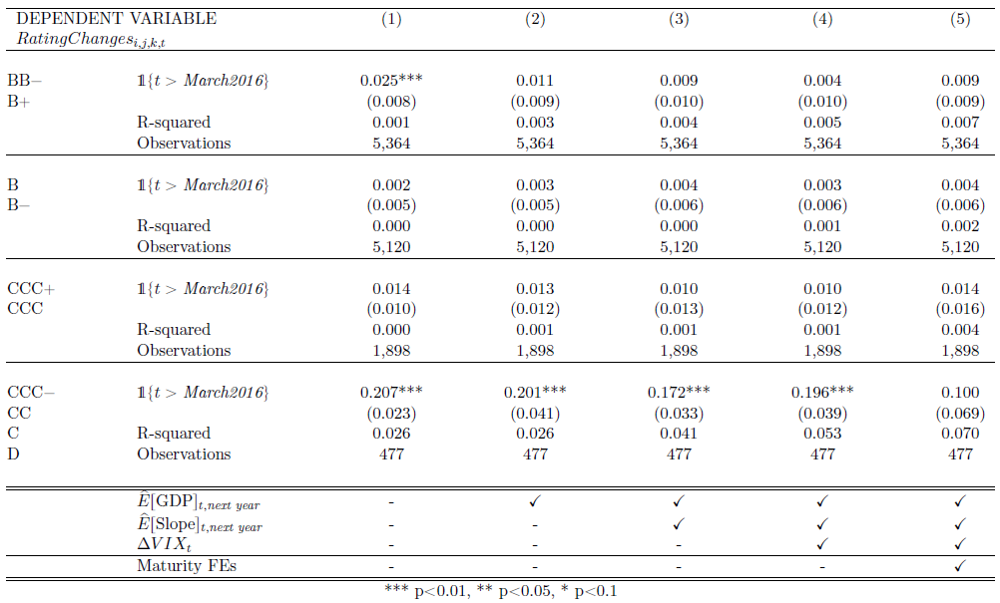 DEPENDENT VARIABLE (1) (2) (3) (4) (5)
RatingChanges_{i,j,k,t}
BB− 𝟙{t > March2016} 0.025*** 0.011 0.009 0.004 0.009
B+ (0.008) (0.009) (0.010) (0.010) (0.009)
R-squared 0.001 0.003 0.004 0.005 0.007
Observations 5,364 5,364 5,364 5,364 5,364
B 𝟙{t > March2016} 0.002 0.003 0.004 0.003 0.004
B− (0.005) (0.005) (0.006) (0.006) (0.006)
R-squared 0.000 0.000 0.000 0.001 0.002
Observations 5,120 5,120 5,120 5,120 5,120
CCC+ 𝟙{t > March2016} 0.014 0.013 0.010 0.010 0.014
CCC (0.010) (0.012) (0.013) (0.012) (0.016)
R-squared 0.000 0.001 0.001 0.001 0.004
Observations 1,898 1,898 1,898 1,898 1,898
CCC− 𝟙{t > March2016} 0.207*** 0.201*** 0.172*** 0.196*** 0.100
CC (0.023) (0.041) (0.033) (0.039) (0.069)
C R-squared 0.026 0.026 0.041 0.053 0.070
D Observations 477 477 477 477 477
Ê[GDP]_{t,next year} - ✓ ✓ ✓ ✓
Ê[Slope]_{t,next year} - - ✓ ✓ ✓
ΔVIX_t - - - ✓ ✓
Maturity FEs - - - - ✓
*** p<0.01, ** p<0.05, * p<0.1